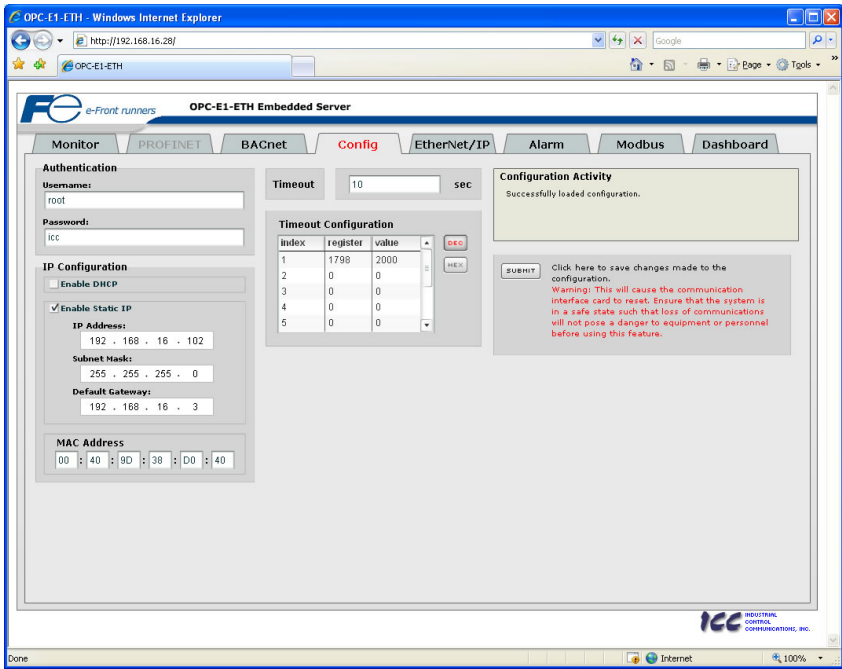 OPC-E1-ETH - Windows Internet Explorer
http://192.168.16.28/
Google
OPC-E1-ETH
Page
Tools
»
Fe e-Front runners
OPC-E1-ETH Embedded Server
Monitor PROFINET BACnet Config EtherNet/IP Alarm Modbus Dashboard
Authentication
Username:
root
Password:
icc
IP Configuration
Enable DHCP
Enable Static IP
IP Address:
192 . 168 . 16 . 102
Subnet Mask:
255 . 255 . 255 . 0
Default Gateway:
192 . 168 . 16 . 3
MAC Address
00 : 40 : 9D : 38 : D0 : 40
Timeout 10 sec
Timeout Configuration
index register value
1 1798 2000
2 0 0
3 0 0
4 0 0
5 0 0
DEC
HEX
Configuration Activity
Successfully loaded configuration.
SUBMIT
Click here to save changes made to the
configuration.
Warning: This will cause the communication
interface card to reset. Ensure that the system is
in a safe state such that loss of communications
will not pose a danger to equipment or personnel
before using this feature.
ICC INDUSTRIAL
CONTROL
COMMUNICATIONS, INC.
Done
Internet
100%